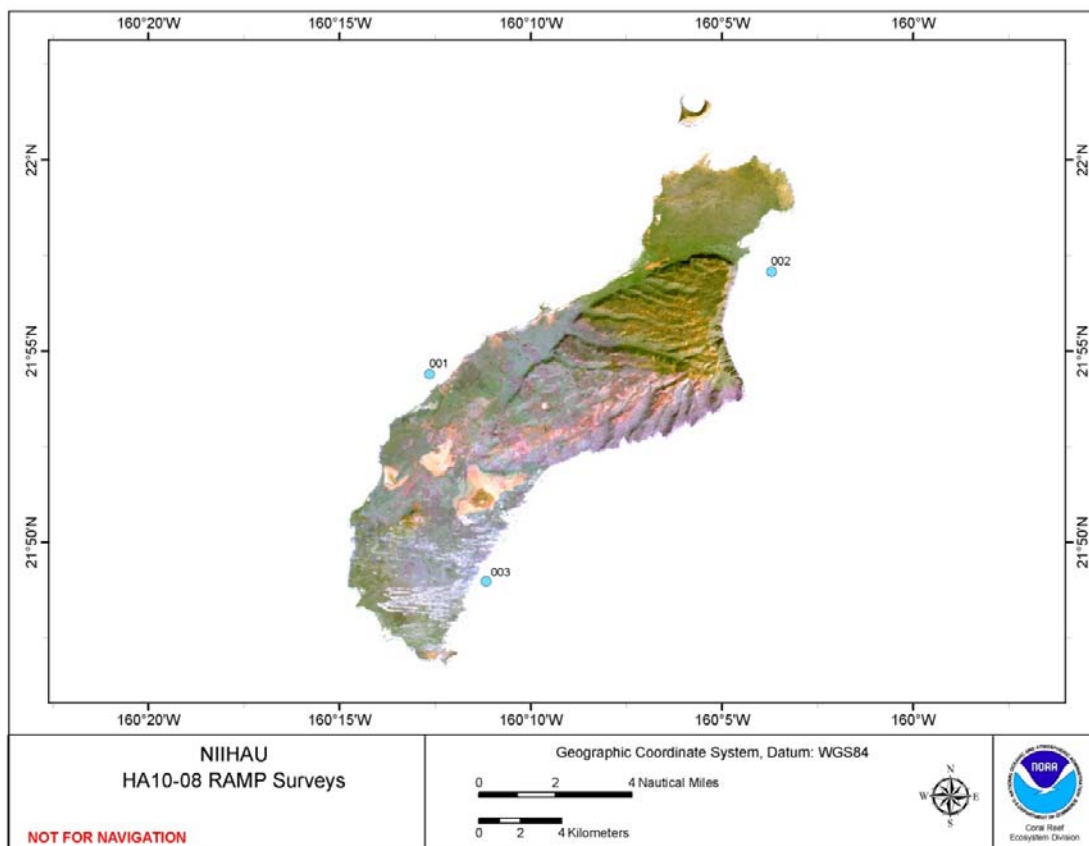 160°20'W 160°15'W 160°10'W 160°5'W 160°W
22°N 22°N
002
21°55'N 21°55'N
001
21°50'N 21°50'N
003
160°20'W 160°15'W 160°10'W 160°5'W 160°W
NIIHAU
HA10-08 RAMP Surveys
NOT FOR NAVIGATION
Geographic Coordinate System, Datum: WGS84
0 2 4 Nautical Miles
0 2 4 Kilometers
N
W E
S
NOAA
Coral Reef
Ecosystem Division